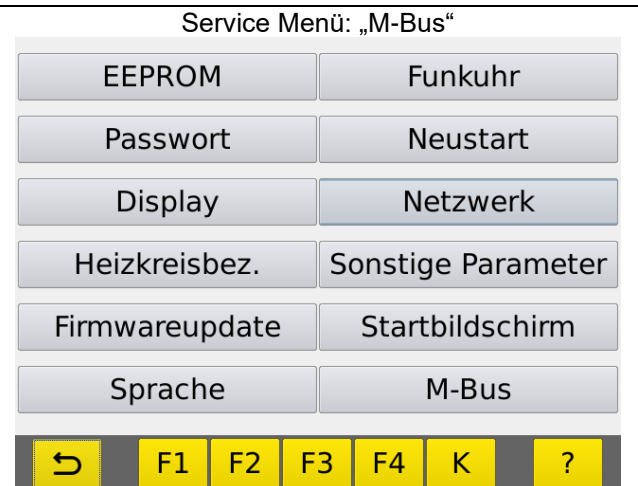 Service Menü: „M-Bus“
EEPROM Funkuhr
Passwort Neustart
Display Netzwerk
Heizkreisbez. Sonstige Parameter
Firmwareupdate Startbildschirm
Sprache M-Bus
F1 F2 F3 F4 K ?